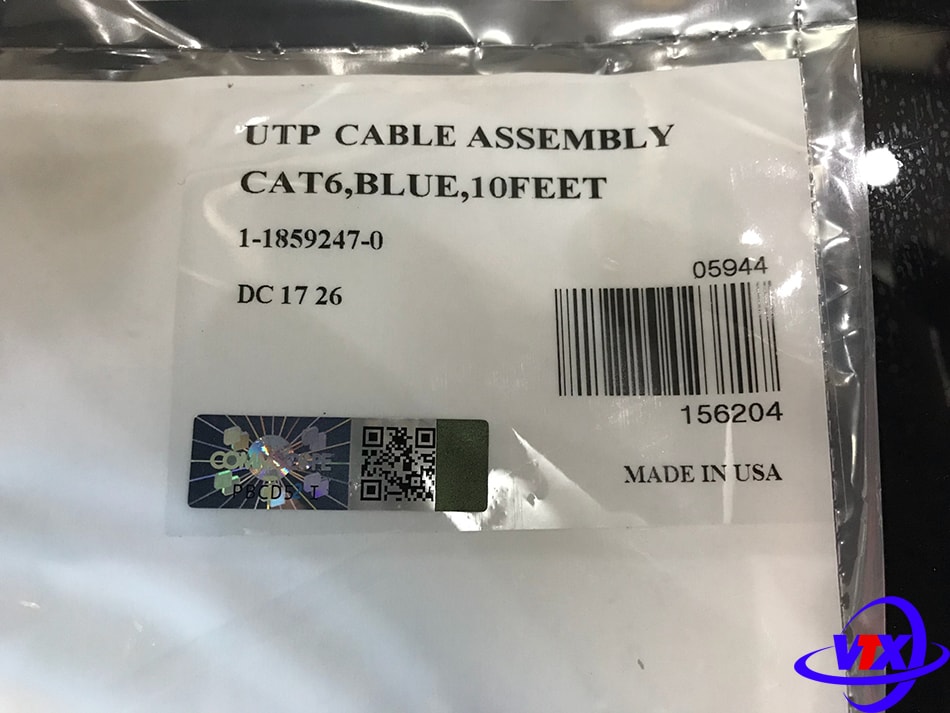 UTP CABLE ASSEMBLY
CAT6,BLUE,10FEET
1-1859247-0
DC 17 26
05944
156204
MADE IN USA
VTX